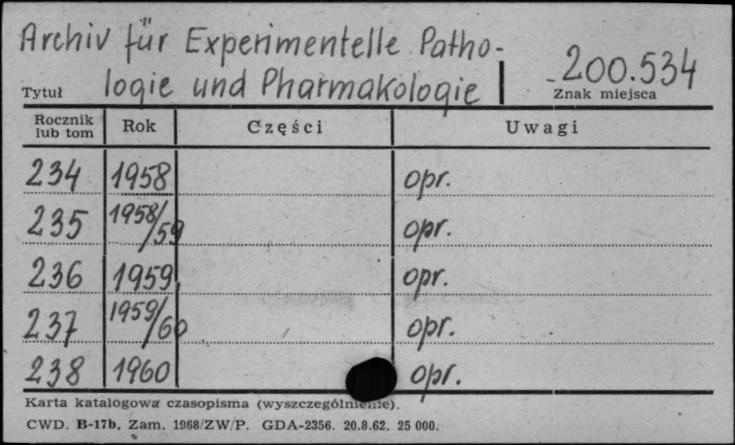 Archiv für Experimentelle Patho-
Tytuł logie und Pharmakologie 200.534
Znak miejsca
Rocznik lub tom Rok Części Uwagi
234 1958 opr.
235 1958/59 opr.
236 1959 opr.
237 1959/60 opr.
238 1960 opr.
Karta katalogowa czasopisma (wyszczególnienie).
CWD. B-17b. Zam. 1968/ZW/P. GDA-2356. 20.8.62. 25 000.